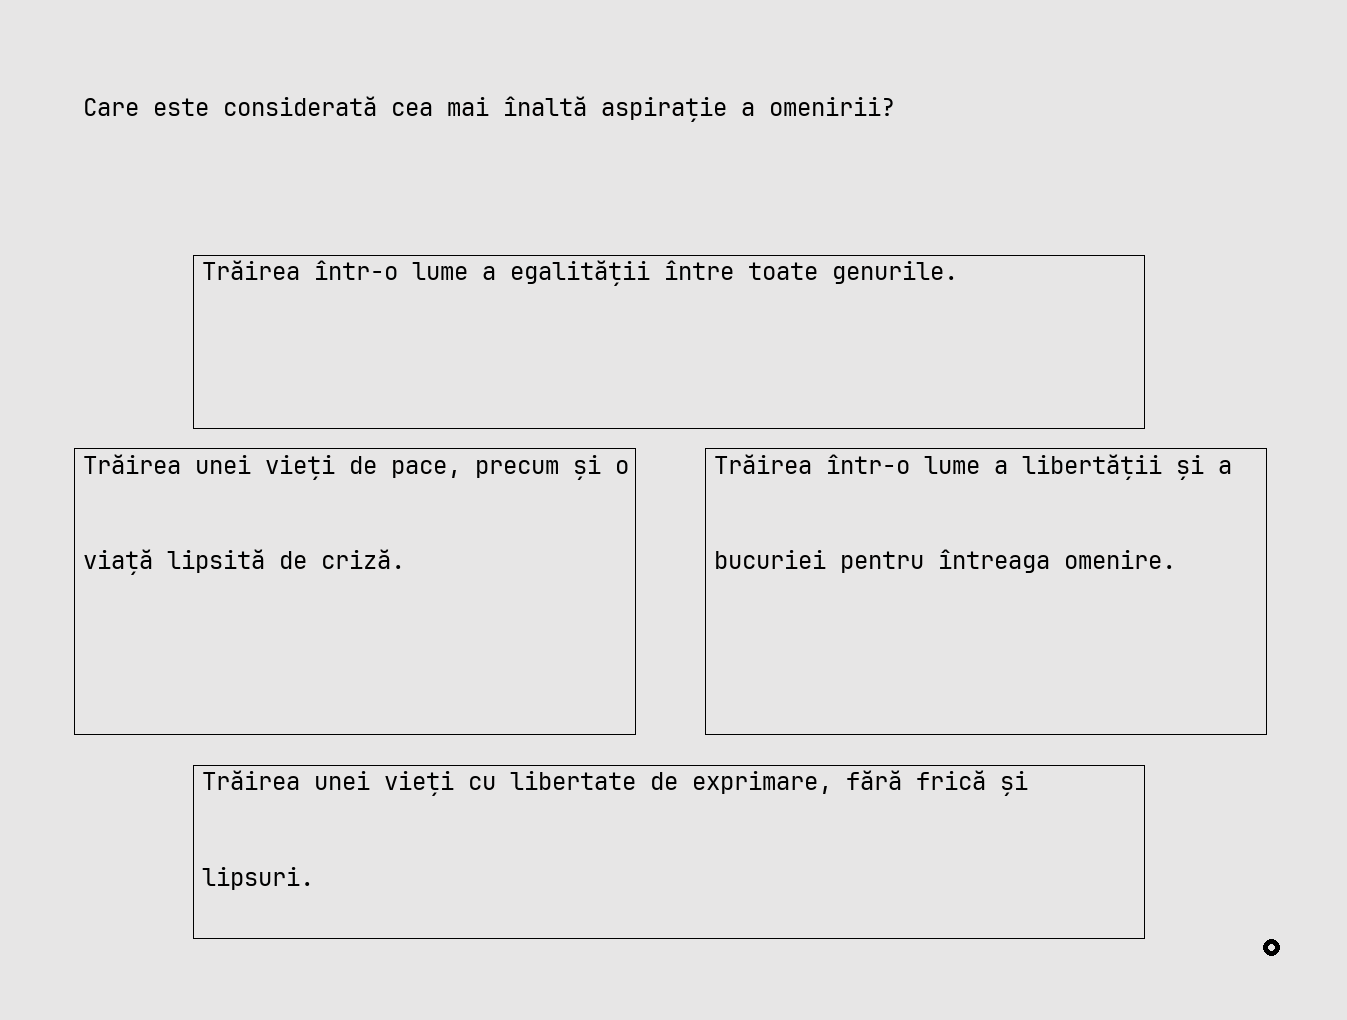 Care este considerată cea mai înaltă aspirație a omenirii?
Trăirea într-o lume a egalității între toate genurile.
Trăirea unei vieți de pace, precum și o
viață lipsită de criză.
Trăirea într-o lume a libertății și a
bucuriei pentru întreaga omenire.
Trăirea unei vieți cu libertate de exprimare, fără frică și
lipsuri.